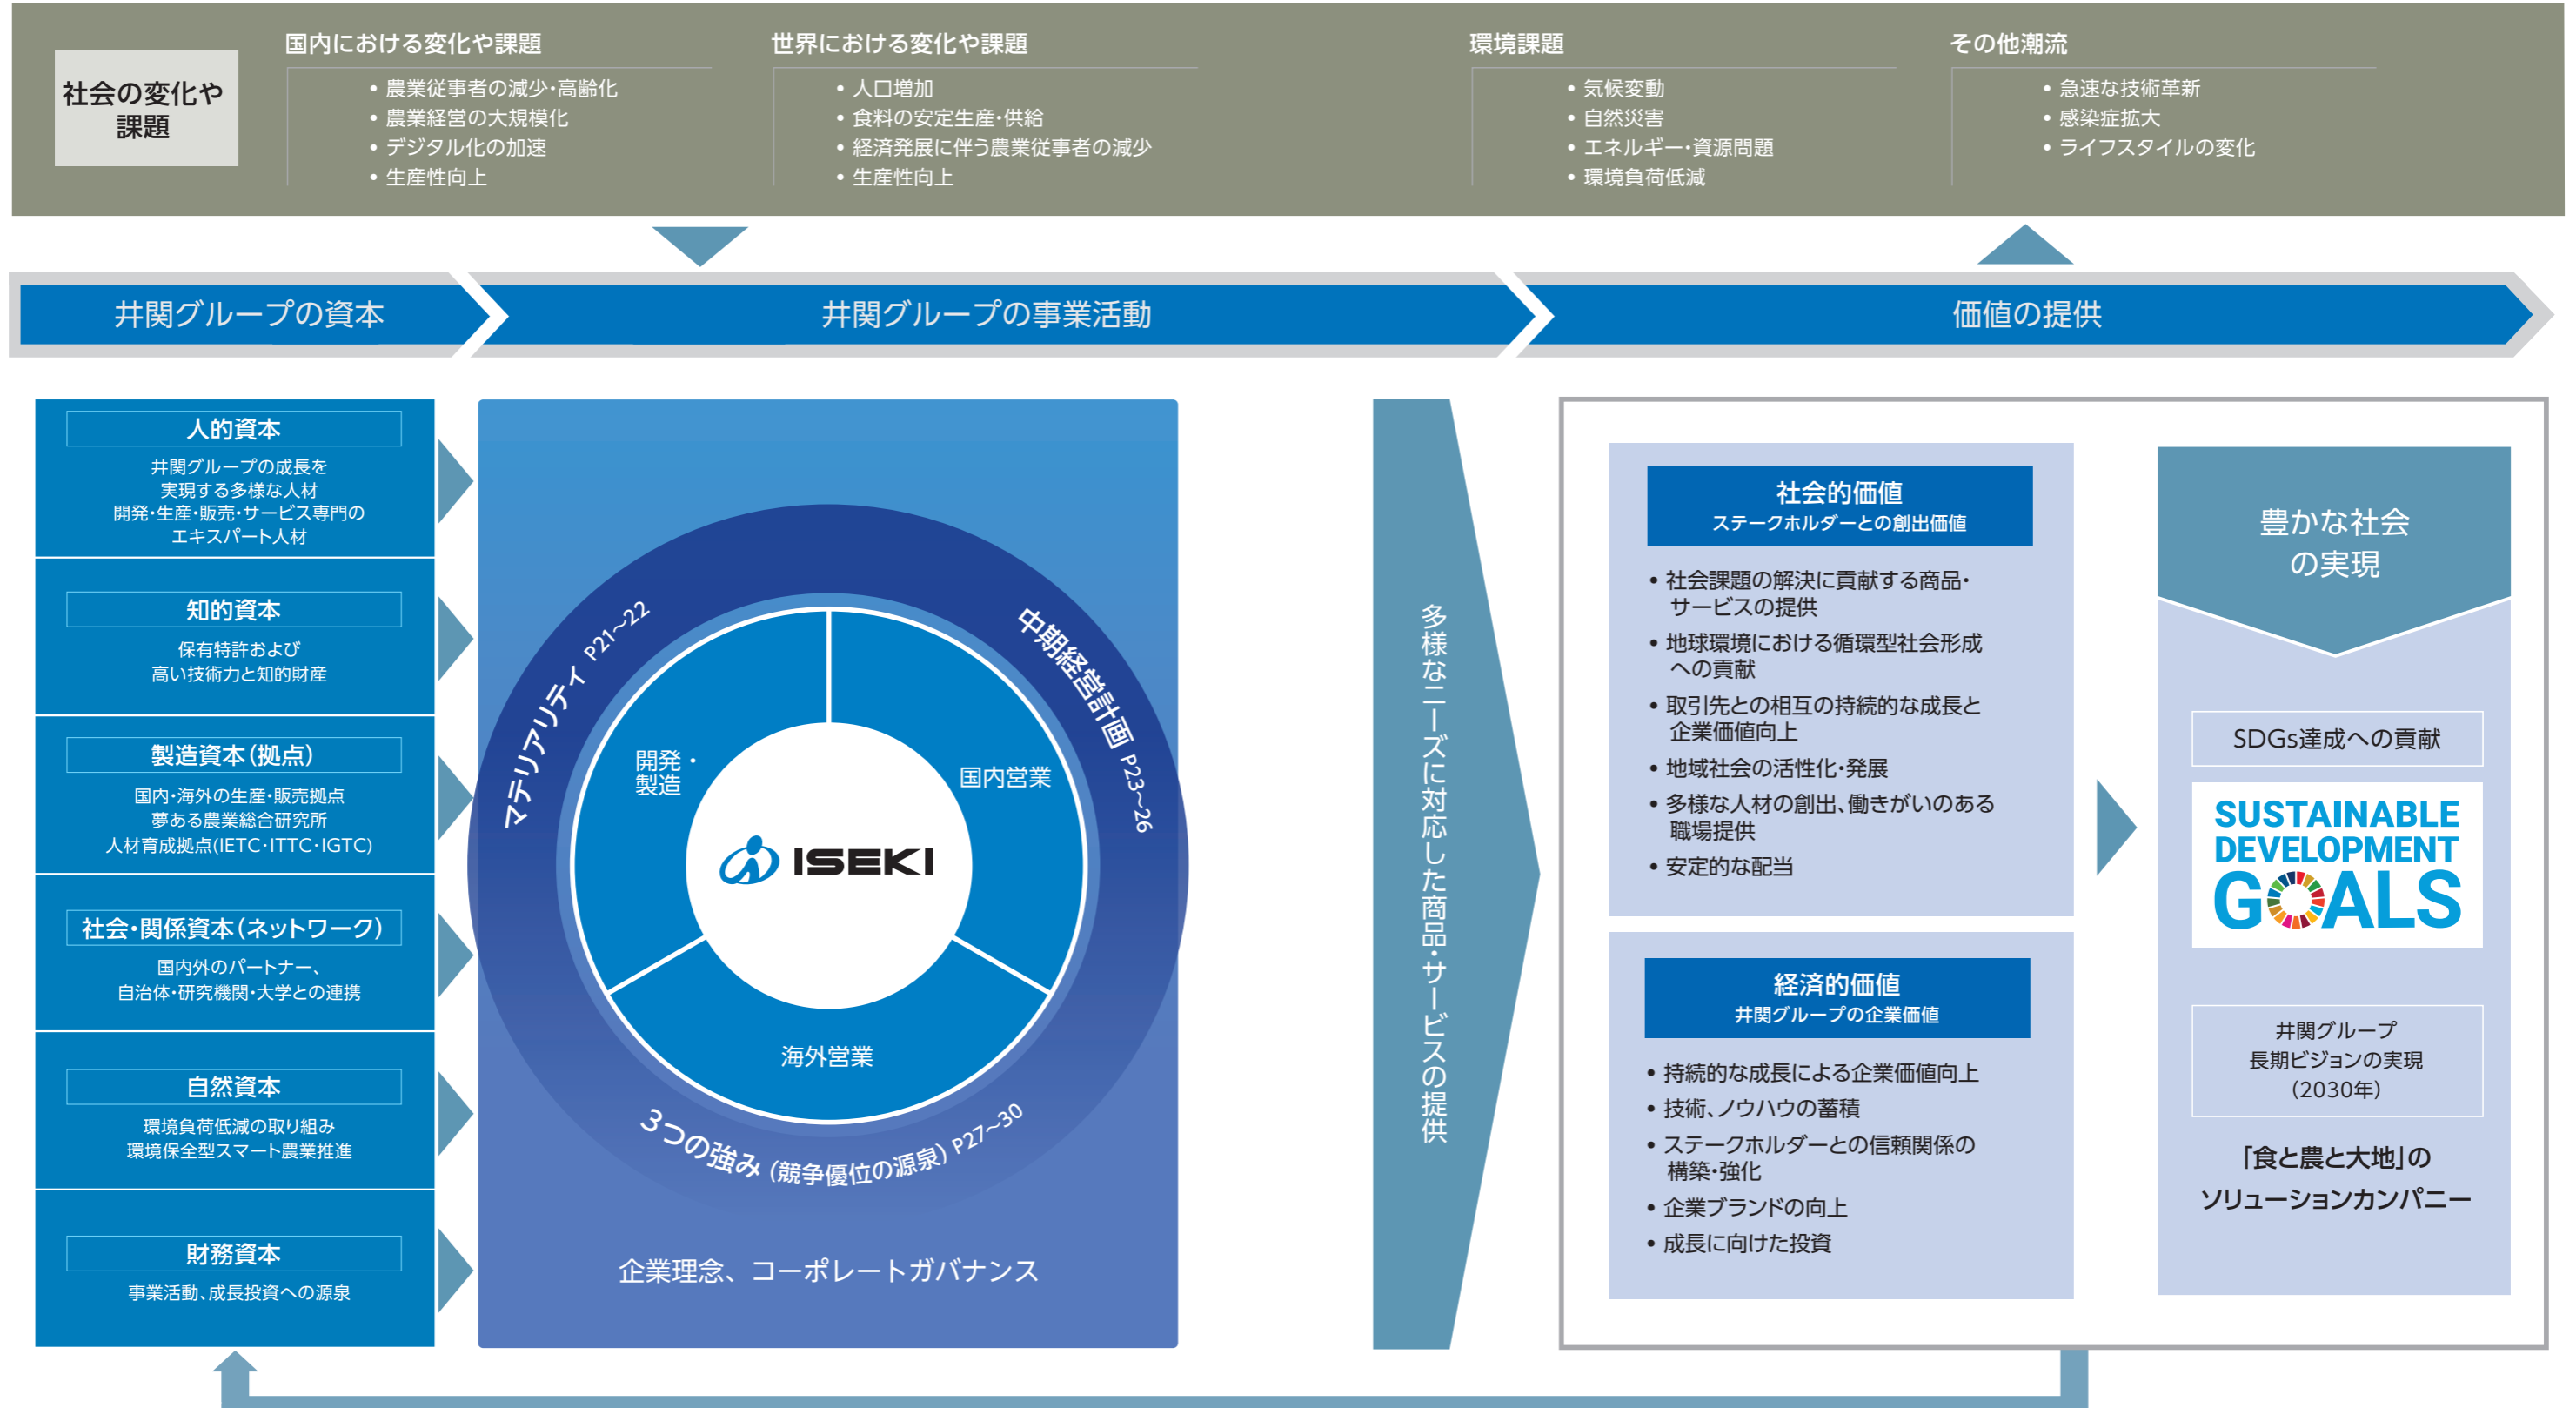 社会の変化や
課題
国内における変化や課題
• 農業従事者の減少・高齢化
• 農業経営の大規模化
• デジタル化の加速
• 生産性向上
世界における変化や課題
• 人口増加
• 食料の安定生産・供給
• 経済発展に伴う農業従事者の減少
• 生産性向上
環境課題
• 気候変動
• 自然災害
• エネルギー・資源問題
• 環境負荷低減
その他潮流
• 急速な技術革新
• 感染症拡大
• ライフスタイルの変化
井関グループの資本
井関グループの事業活動
価値の提供
人的資本
井関グループの成長を
実現する多様な人材
開発・生産・販売・サービス専門の
エキスパート人材
知的資本
保有特許および
高い技術力と知的財産
製造資本（拠点）
国内・海外の生産・販売拠点
夢ある農業総合研究所
人材育成拠点(IETC・ITTC・IGTC)
社会・関係資本（ネットワーク）
国内外のパートナー、
自治体・研究機関・大学との連携
自然資本
環境負荷低減の取り組み
環境保全型スマート農業推進
財務資本
事業活動、成長投資への源泉
マテリアリティ P21～22
中期経営計画 P23～26
開発・
製造
国内営業
ISEKI
海外営業
3つの強み（競争優位の源泉）P27～30
企業理念、コーポレートガバナンス
多様なニーズに対応した商品・サービスの提供
社会的価値
ステークホルダーとの創出価値
• 社会課題の解決に貢献する商品・
サービスの提供
• 地球環境における循環型社会形成
への貢献
• 取引先との相互の持続的な成長と
企業価値向上
• 地域社会の活性化・発展
• 多様な人材の創出、働きがいのある
職場提供
• 安定的な配当
経済的価値
井関グループの企業価値
• 持続的な成長による企業価値向上
• 技術、ノウハウの蓄積
• ステークホルダーとの信頼関係の
構築・強化
• 企業ブランドの向上
• 成長に向けた投資
豊かな社会
の実現
SDGs達成への貢献
SUSTAINABLE
DEVELOPMENT
GOALS
井関グループ
長期ビジョンの実現
(2030年)
「食と農と大地」の
ソリューションカンパニー